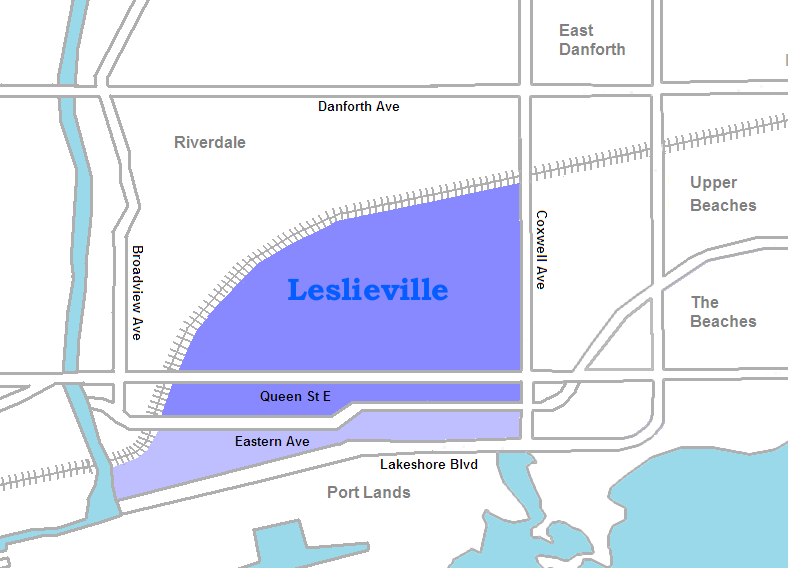 East
Danforth
Danforth Ave
Riverdale
Upper
Beaches
Coxwell Ave
Broadview Ave
Leslieville
The
Beaches
Queen St E
Eastern Ave
Lakeshore Blvd
Port Lands